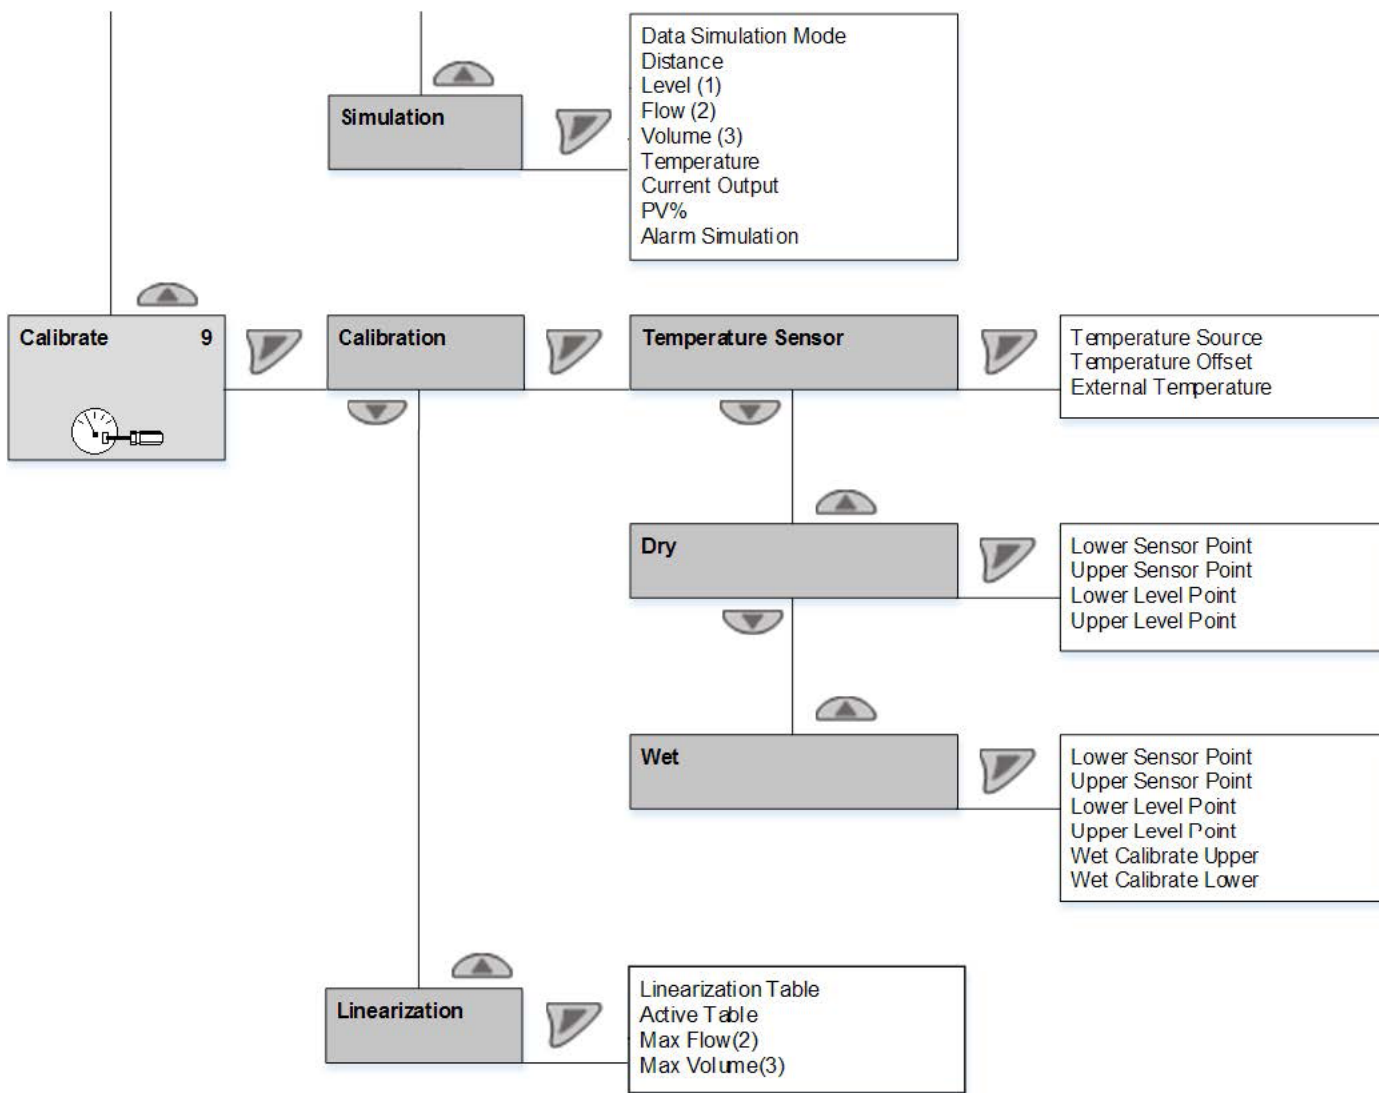 Data Simulation Mode
Distance
Level (1)
Flow (2)
Volume (3)
Temperature
Current Output
PV%
Alarm Simulation
Simulation
Calibrate 9
Calibration
Temperature Sensor
Temperature Source
Temperature Offset
External Temperature
Dry
Lower Sensor Point
Upper Sensor Point
Lower Level Point
Upper Level Point
Wet
Lower Sensor Point
Upper Sensor Point
Lower Level Point
Upper Level Point
Wet Calibrate Upper
Wet Calibrate Lower
Linearization
Linearization Table
Active Table
Max Flow(2)
Max Volume(3)